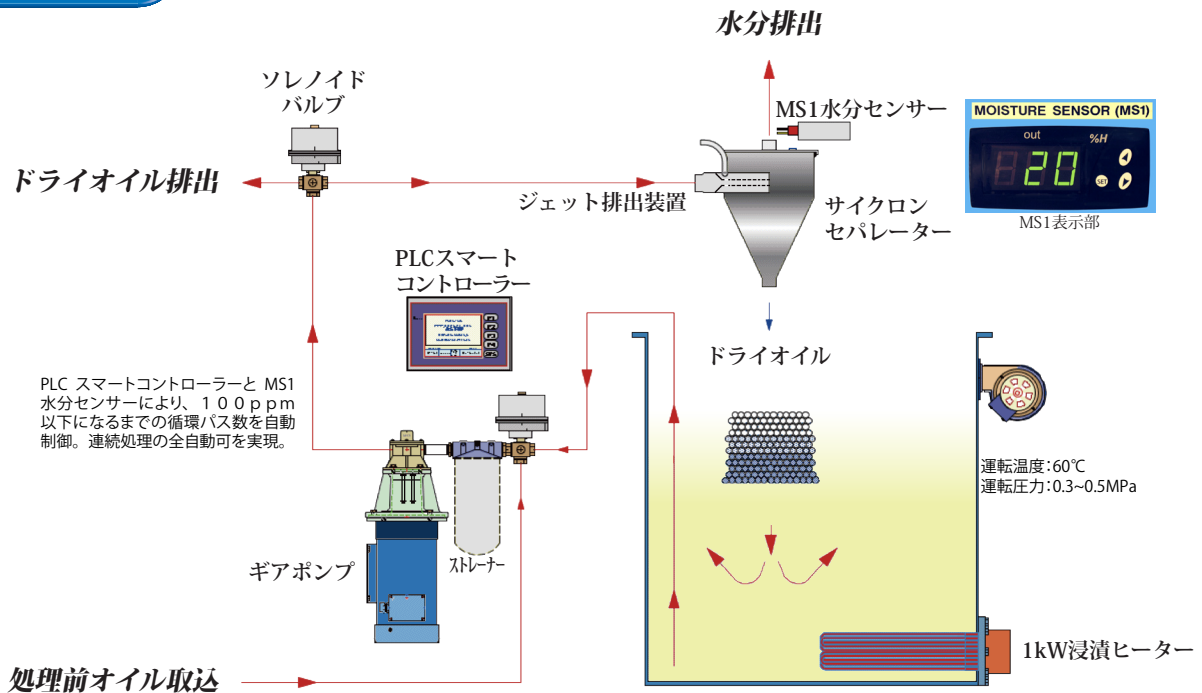 水分排出
ソレノイド
バルブ
MS1水分センサー
MOISTURE SENSOR (MS1)
out
%H
20
SET
MS1表示部
ドライオイル排出
ジェット排出装置
サイクロン
セパレーター
PLCスマート
コントローラー
ドライオイル
PLC スマートコントローラーと MS1
水分センサーにより、１００ｐｐｍ
以下になるまでの循環パス数を自動
制御。連続処理の全自動可を実現。
運転温度:60℃
運転圧力:0.3~0.5MPa
ギアポンプ
ストレーナー
1kW浸漬ヒーター
処理前オイル取込